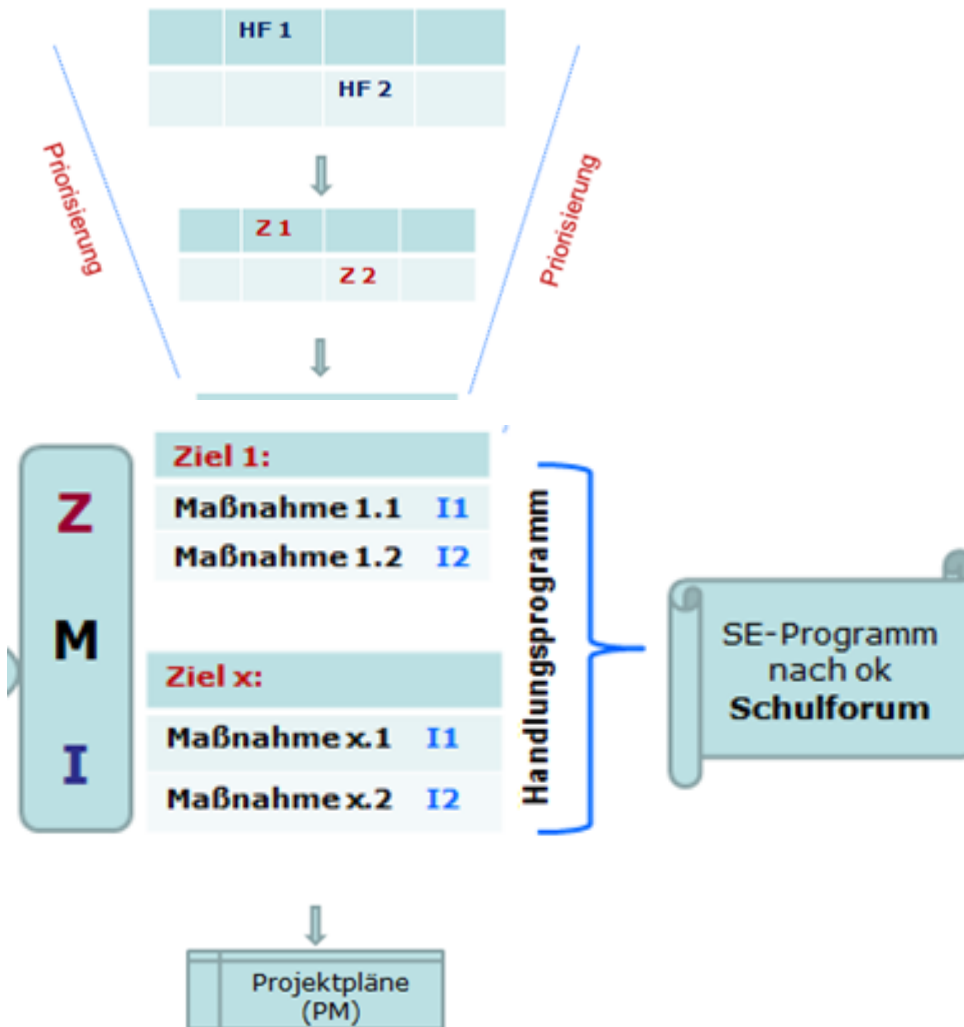 HF 1
HF 2
Priorisierung
Priorisierung
Z 1
Z 2
Z
M
I
Ziel 1:
Maßnahme 1.1 I1
Maßnahme 1.2 I2
Ziel x:
Maßnahme x.1 I1
Maßnahme x.2 I2
Handlungsprogramm
SE-Programm
nach ok
Schulforum
Projektpläne
(PM)